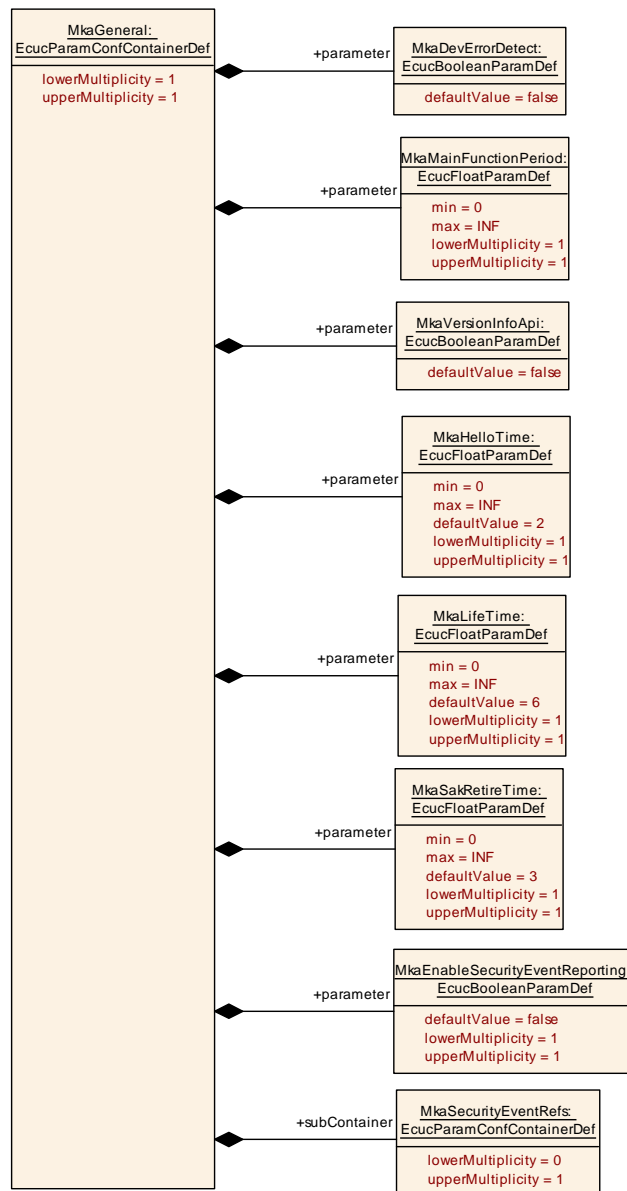 MkaGeneral:
EcucParamConfContainerDef
lowerMultiplicity = 1
upperMultiplicity = 1
+parameter
MkaDevErrorDetect:
EcucBooleanParamDef
defaultValue = false
+parameter
MkaMainFunctionPeriod:
EcucFloatParamDef
min = 0
max = INF
lowerMultiplicity = 1
upperMultiplicity = 1
+parameter
MkaVersionInfoApi:
EcucBooleanParamDef
defaultValue = false
+parameter
MkaHelloTime:
EcucFloatParamDef
min = 0
max = INF
defaultValue = 2
lowerMultiplicity = 1
upperMultiplicity = 1
+parameter
MkaLifeTime:
EcucFloatParamDef
min = 0
max = INF
defaultValue = 6
lowerMultiplicity = 1
upperMultiplicity = 1
+parameter
MkaSakRetireTime:
EcucFloatParamDef
min = 0
max = INF
defaultValue = 3
lowerMultiplicity = 1
upperMultiplicity = 1
+parameter
MkaEnableSecurityEventReporting
EcucBooleanParamDef
defaultValue = false
lowerMultiplicity = 1
upperMultiplicity = 1
+subContainer
MkaSecurityEventRefs:
EcucParamConfContainerDef
lowerMultiplicity = 0
upperMultiplicity = 1